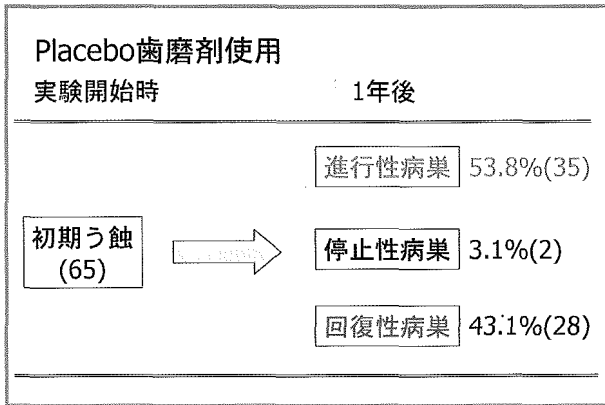 Placebo歯磨剤使用
実験開始時 1年後
進行性病巣 53.8%(35)
初期う蝕
(65)
停止性病巣 3.1%(2)
回復性病巣 43.1%(28)